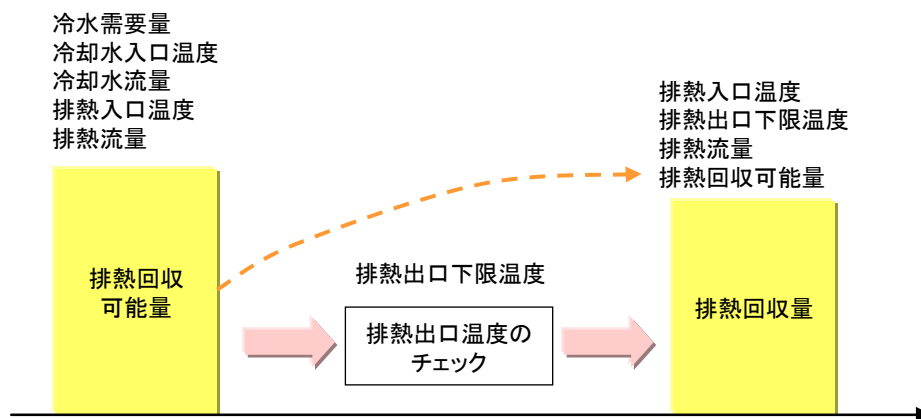 冷水需要量
冷却水入口温度
冷却水流量
排熱入口温度
排熱流量
排熱回収
可能量
排熱出口下限温度
排熱出口温度の
チェック
排熱入口温度
排熱出口下限温度
排熱流量
排熱回収可能量
排熱回収量